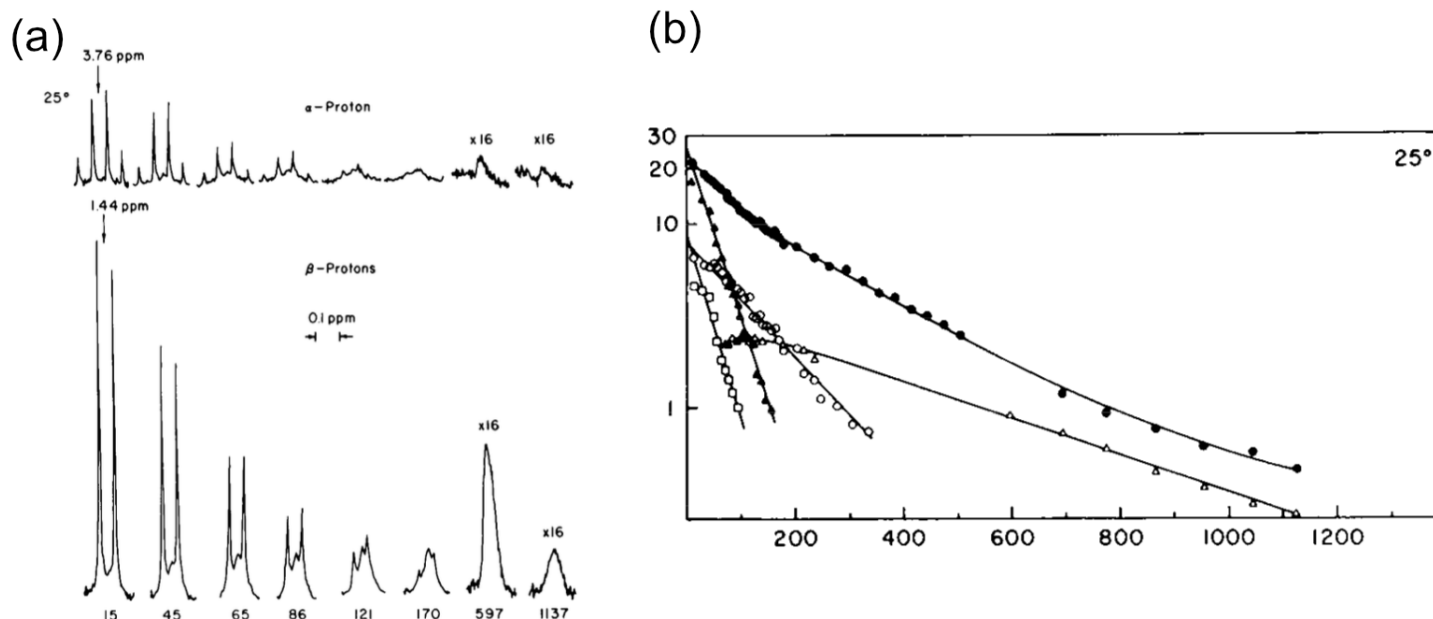 (a)
3.76 ppm
25°
α-Proton
x16
x16
1.44 ppm
β-Protons
0.1 ppm
x16
x16
15 45 65 86 121 170 597 1137
(b)
30
25°
20
10
1
200 400 600 800 1000 1200